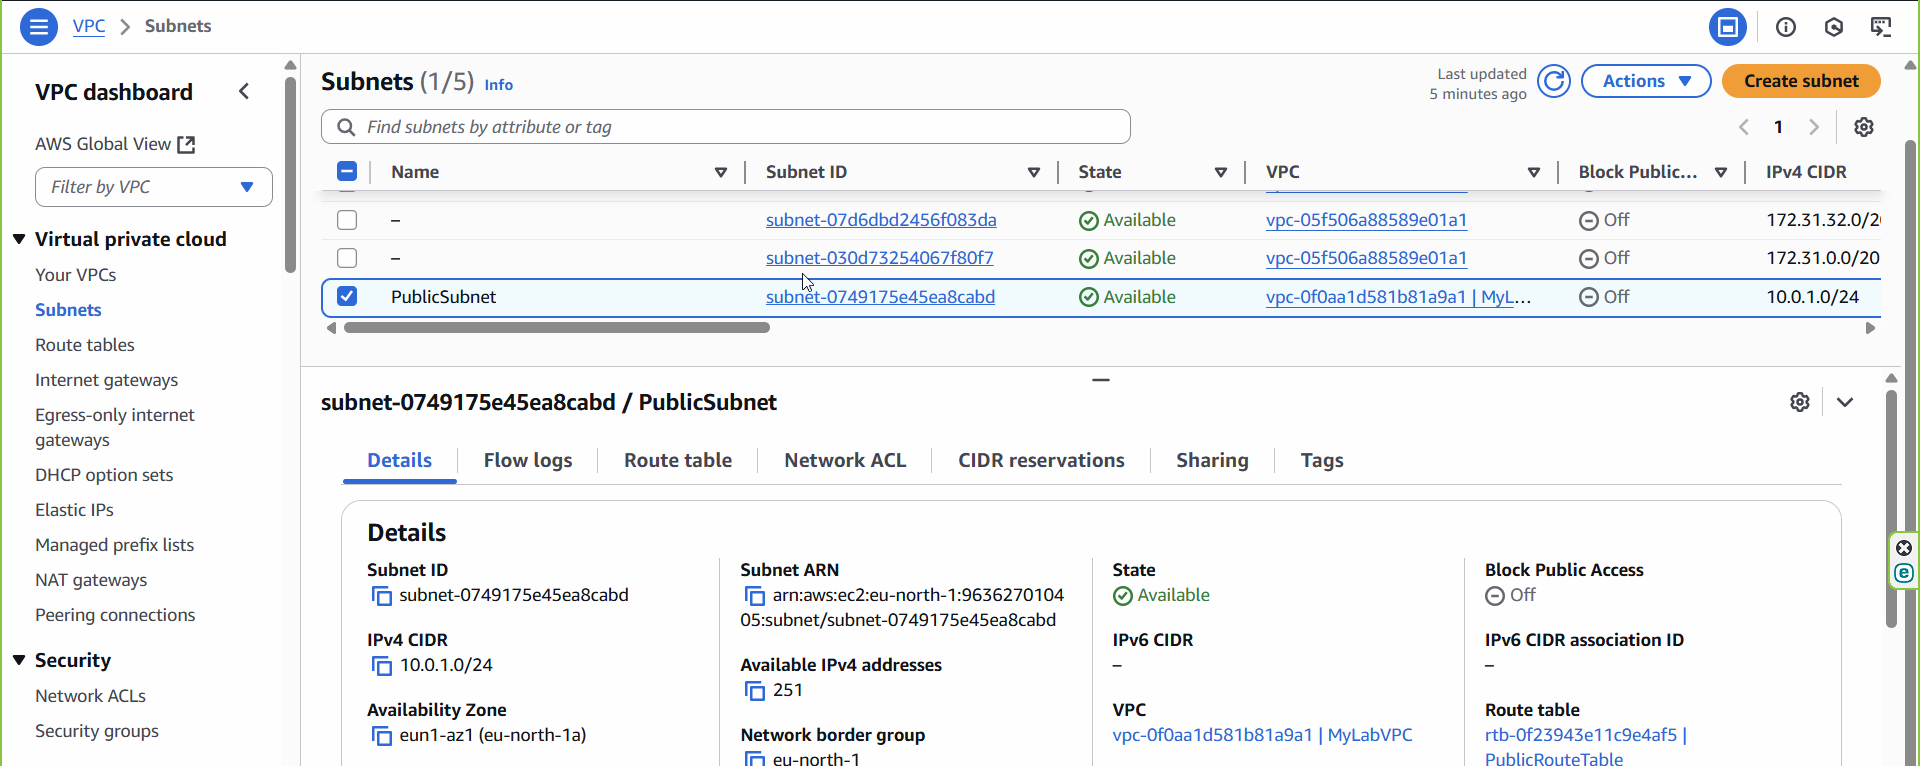 VPC > Subnets
VPC dashboard
AWS Global View
Filter by VPC
Virtual private cloud
Your VPCs
Subnets
Route tables
Internet gateways
Egress-only internet
gateways
DHCP option sets
Elastic IPs
Managed prefix lists
NAT gateways
Peering connections
Security
Network ACLs
Security groups
Subnets (1/5) Info
Last updated
5 minutes ago
Actions
Create subnet
Find subnets by attribute or tag
1
Name Subnet ID State VPC Block Public... IPv4 CIDR
– subnet-07d6dbd2456f083da Available vpc-05f506a88589e01a1 Off 172.31.32.0/20
– subnet-030d73254067f80f7 Available vpc-05f506a88589e01a1 Off 172.31.0.0/20
PublicSubnet subnet-0749175e45ea8cabd Available vpc-0f0aa1d581b81a9a1 | MyL... Off 10.0.1.0/24
subnet-0749175e45ea8cabd / PublicSubnet
Details Flow logs Route table Network ACL CIDR reservations Sharing Tags
Details
Subnet ID
subnet-0749175e45ea8cabd
IPv4 CIDR
10.0.1.0/24
Availability Zone
eun1-az1 (eu-north-1a)
Subnet ARN
arn:aws:ec2:eu-north-1:9636270104
05:subnet/subnet-0749175e45ea8cabd
Available IPv4 addresses
251
Network border group
eu-north-1
State
Available
IPv6 CIDR
–
VPC
vpc-0f0aa1d581b81a9a1 | MyLabVPC
Block Public Access
Off
IPv6 CIDR association ID
–
Route table
rtb-0f23943e11c9e4af5 |
PublicRouteTable